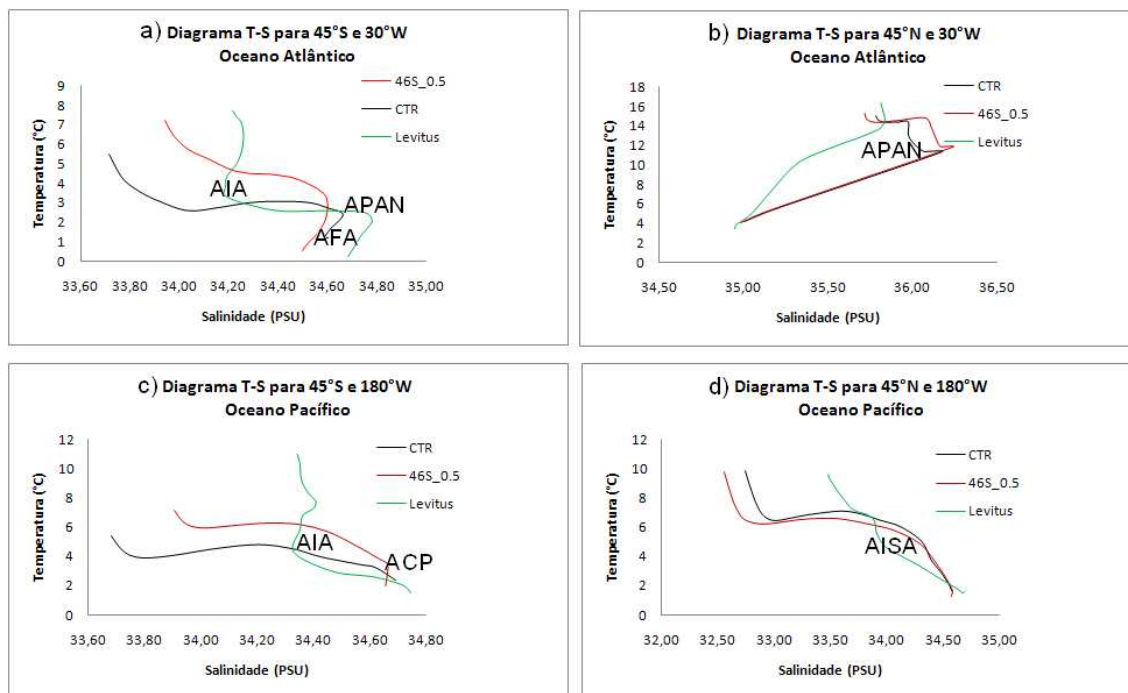 a) Diagrama T-S para 45°S e 30°W
Oceano Atlântico
46S_0.5
CTR
Levitus
Temperatura (°C)
9
8
7
6
5
4
3
2
1
0
AIA
APAN
AFA
33,60
33,80
34,00
34,20
34,40
34,60
34,80
35,00
Salinidade (PSU)
b) Diagrama T-S para 45°N e 30°W
Oceano Atlântico
CTR
46S_0.5
Levitus
Temperatura (°C)
18
16
14
12
10
8
6
4
2
0
APAN
34,50
35,00
35,50
36,00
36,50
Salinidade (PSU)
c) Diagrama T-S para 45°S e 180°W
Oceano Pacífico
CTR
46S_0.5
Levitus
Temperatura (°C)
12
10
8
6
4
2
0
AIA
ACP
33,60
33,80
34,00
34,20
34,40
34,60
34,80
Salinidade (PSU)
d) Diagrama T-S para 45°N e 180°W
Oceano Pacífico
CTR
46S_0.5
Levitus
Temperatura (°C)
12
10
8
6
4
2
0
AISA
32,00
32,50
33,00
33,50
34,00
34,50
35,00
Salinidade (PSU)